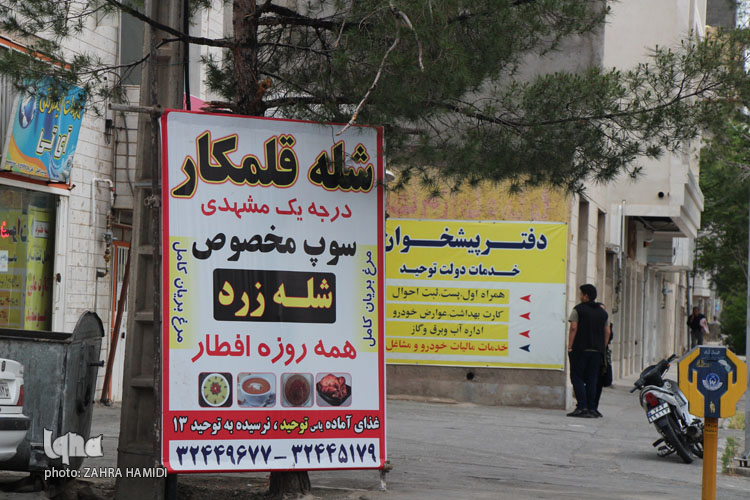 شله قلمکار
درجه یک مشهدی
سوپ مخصوص
شله زرد
مرغ بریان کامل
مرغ بریان کامل
همه روزه افطار
غذای آماده یاس توحید ، نرسیده به توحید ۱۳
۳۲۴۴۹۶۷۷ - ۳۲۴۴۵۱۷۹
دفتر پیشخوان
خدمات دولت توحید
همراه اول پست ثبت احوال
کارت بهداشت عوارض خودرو
اداره آب وبرق وگاز
خدمات مالیات خودرو و مشاغل
iqna
photo: ZAHRA HAMIDI